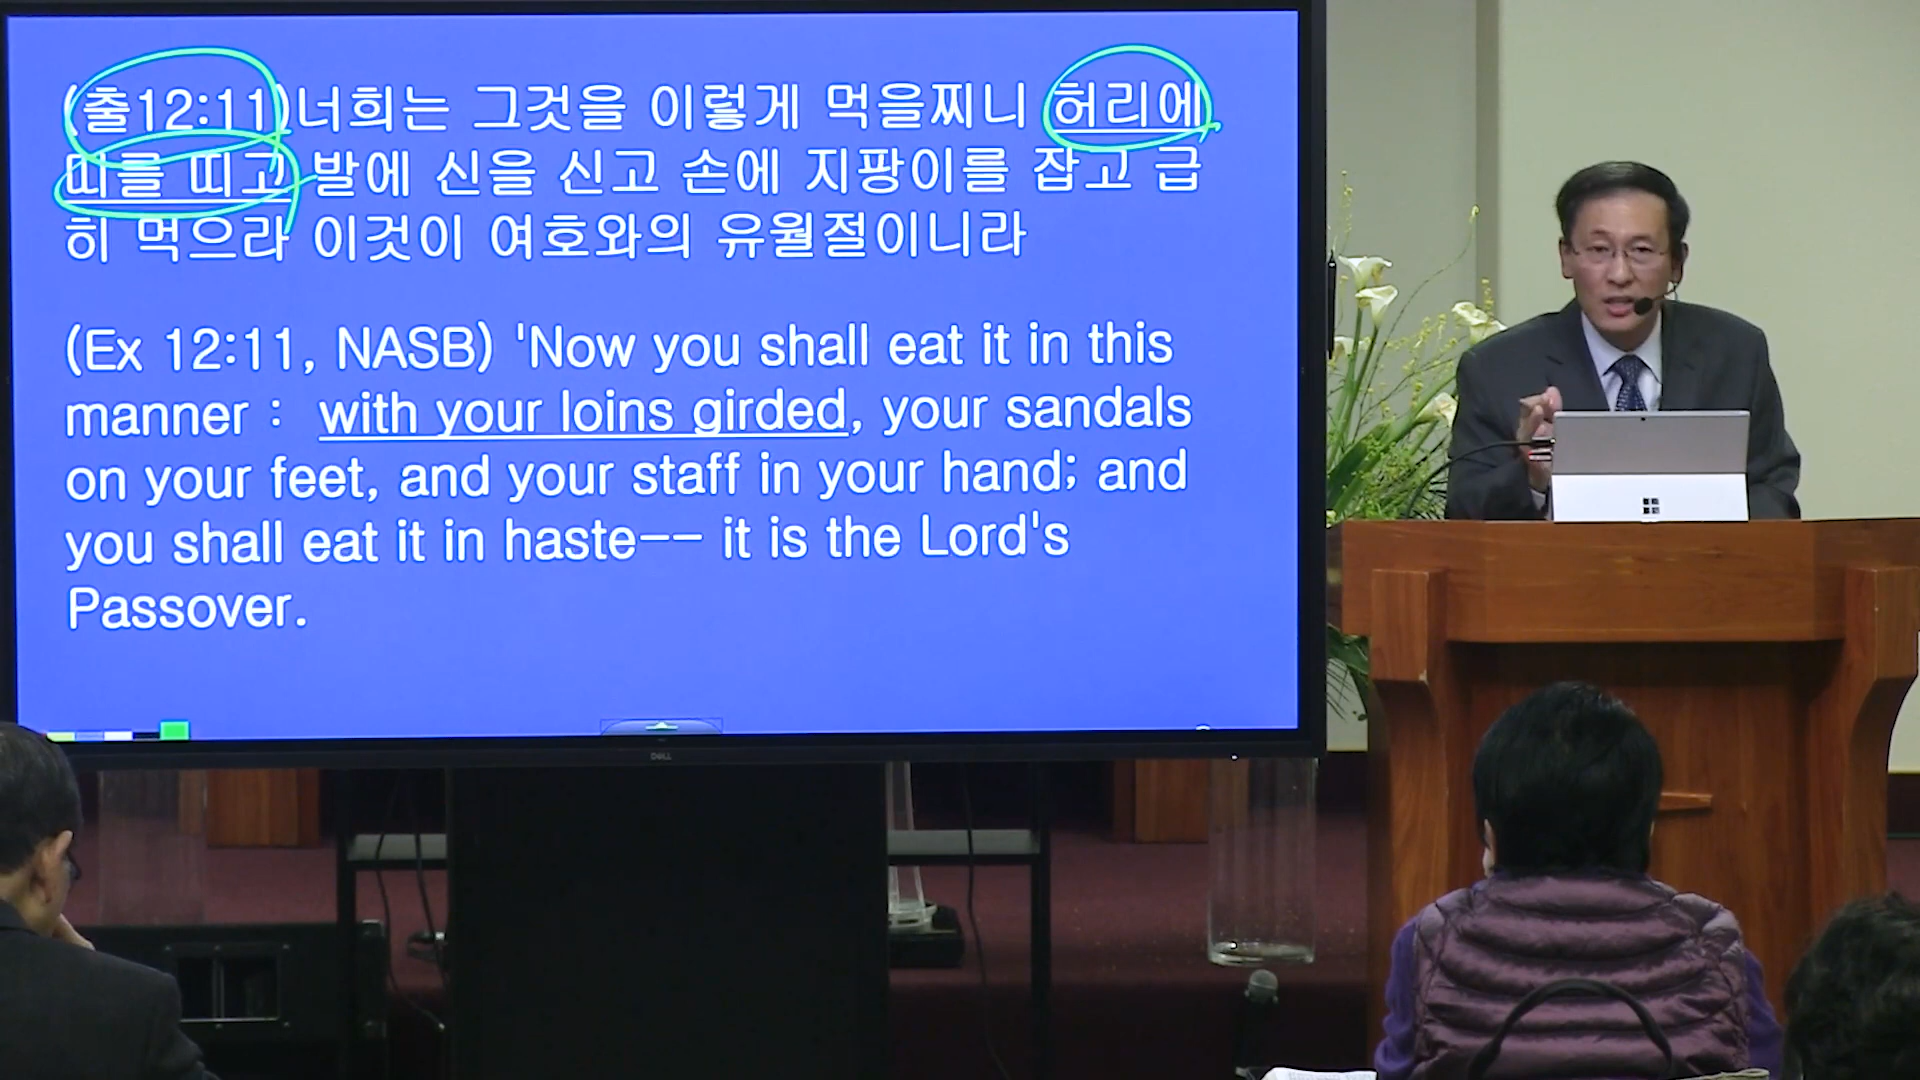 (출12:11)너희는 그것을 이렇게 먹을찌니 허리에
띠를 띠고 발에 신을 신고 손에 지팡이를 잡고 급
히 먹으라 이것이 여호와의 유월절이니라
(Ex 12:11, NASB) 'Now you shall eat it in this
manner : with your loins girded, your sandals
on your feet, and your staff in your hand; and
you shall eat it in haste-- it is the Lord's
Passover.
DELL